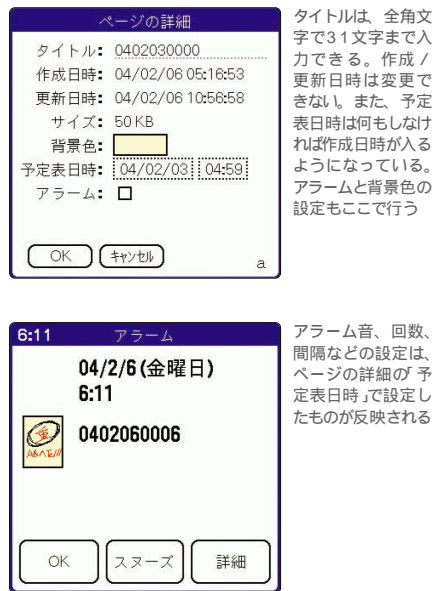 ページの詳細
タイトル: 0402030000
作成日時: 04/02/06 05:16:53
更新日時: 04/02/06 10:56:58
サイズ: 50 KB
背景色:
予定表日時: 04/02/03 04:59
アラーム:
OK キャンセル a
タイトルは、全角文
字で31文字まで入
力できる。作成/
更新日時は変更で
きない。また、予定
表日時は何もしなけ
れば作成日時が入る
ようになっている。
アラームと背景色の
設定もここで行う
6:11 アラーム
04/2/6 (金曜日)
6:11
0402060006
OK スヌーズ 詳細
アラーム音、回数、
間隔などの設定は、
ページの詳細の「予
定表日時」で設定し
たものが反映される